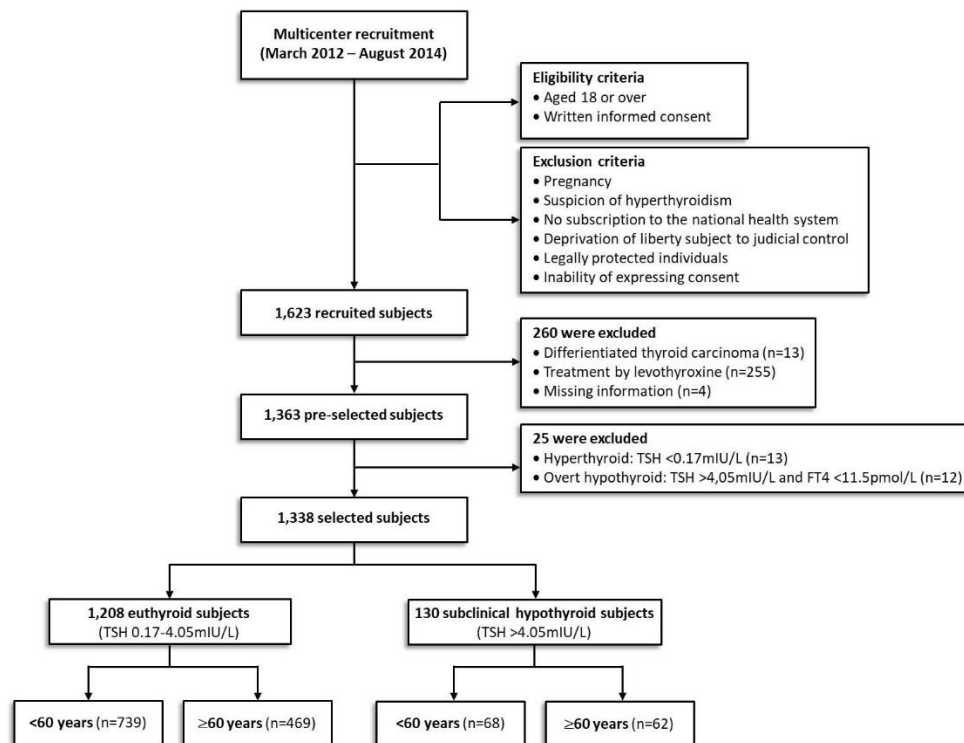 Multicenter recruitment
(March 2012 – August 2014)
Eligibility criteria
• Aged 18 or over
• Written informed consent
Exclusion criteria
• Pregnancy
• Suspicion of hyperthyroidism
• No subscription to the national health system
• Deprivation of liberty subject to judicial control
• Legally protected individuals
• Inability of expressing consent
1,623 recruited subjects
260 were excluded
• Differientiated thyroid carcinoma (n=13)
• Treatment by levothyroxine (n=255)
• Missing information (n=4)
1,363 pre-selected subjects
25 were excluded
• Hyperthyroid: TSH <0.17mIU/L (n=13)
• Overt hypothyroid: TSH >4,05mIU/L and FT4 <11.5pmol/L (n=12)
1,338 selected subjects
1,208 euthyroid subjects
(TSH 0.17-4.05mIU/L)
130 subclinical hypothyroid subjects
(TSH >4.05mIU/L)
<60 years (n=739)
≥60 years (n=469)
<60 years (n=68)
≥60 years (n=62)